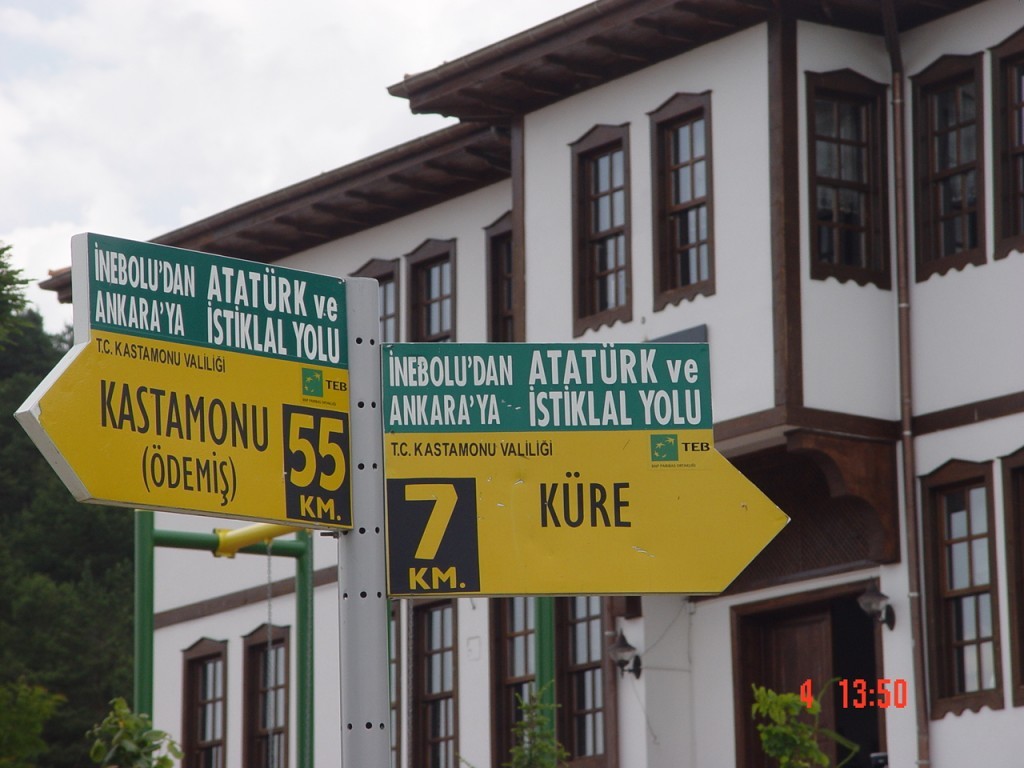 İNEBOLU'DAN ATATÜRK ve
ANKARA'YA İSTİKLAL YOLU
T.C. KASTAMONU VALİLİĞİ
TEB
KASTAMONU
(ÖDEMİŞ)
55
KM.
İNEBOLU'DAN ATATÜRK ve
ANKARA'YA İSTİKLAL YOLU
T.C. KASTAMONU VALİLİĞİ
TEB
7
KM.
KÜRE
4 13:50